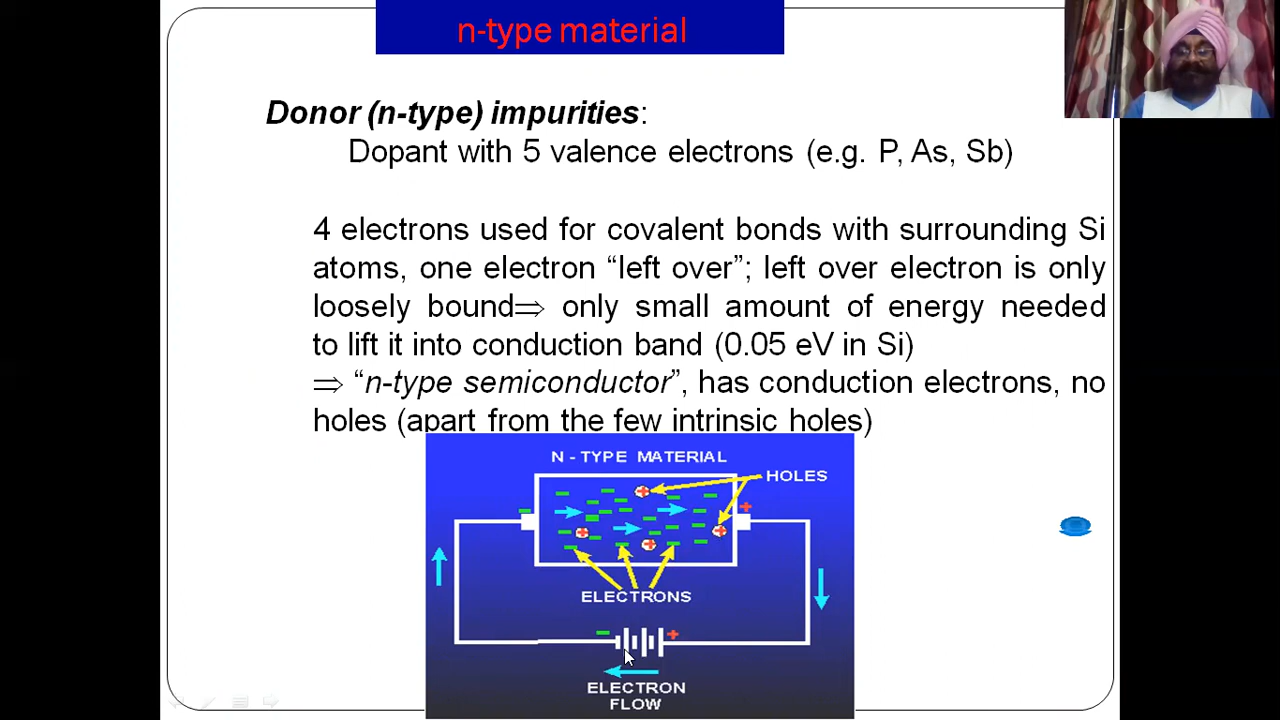 n-type material
Donor (n-type) impurities:
Dopant with 5 valence electrons (e.g. P, As, Sb)
4 electrons used for covalent bonds with surrounding Si
atoms, one electron “left over”; left over electron is only
loosely bound⇒ only small amount of energy needed
to lift it into conduction band (0.05 eV in Si)
⇒ “n-type semiconductor”, has conduction electrons, no
holes (apart from the few intrinsic holes)
N - TYPE MATERIAL
HOLES
ELECTRONS
ELECTRON
FLOW